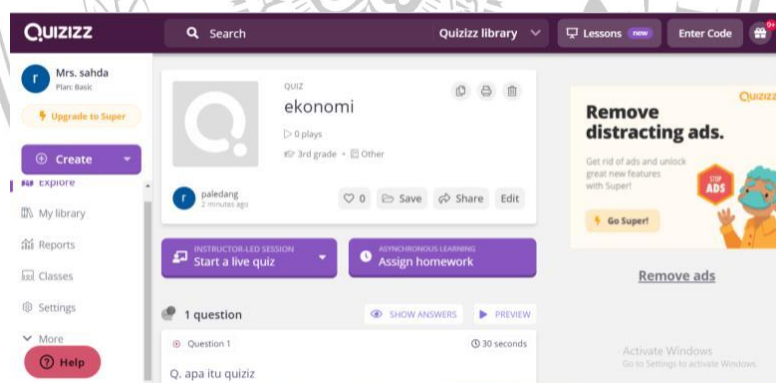 QUIZIZZ
Search
Quizizz library
Lessons new
Enter Code
9+
r
Mrs. sahda
Upgrade to Super
Create
Explore
My library
Reports
Classes
Settings
More
Help
QUIZ
ekonomi
0 plays
3rd grade • Other
r
paledang
2 minutes ago
0
Save
Share
Edit
INSTRUCTOR-LED SESSION
Start a live quiz
ASYNCHRONOUS LEARNING
Assign homework
1 question
SHOW ANSWERS
PREVIEW
Question 1
30 seconds
Q. apa itu quiziz
QUIZIZZ
Remove
distracting ads.
Get rid of ads and unlock
great new features
with Super!
STOP
ADS
Go Super!
Remove ads
Activate Windows
Go to Settings to activate Windows.